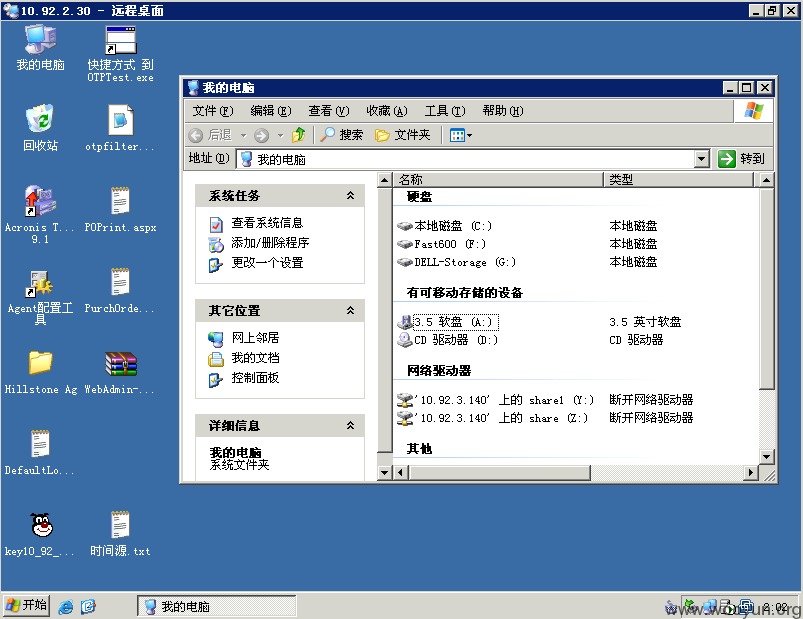 10.92.2.30 - 远程桌面
我的电脑
快捷方式 到
OTPTest.exe
回收站
otpfilter...
Acronis T...
9.1
POPrint.aspx
Agent配置工
具
PurchOrde...
Hillstone Ag
WebAdmin-...
DefaultLo...
key10_92_...
时间源.txt
我的电脑
文件(F)
编辑(E)
查看(V)
收藏(A)
工具(T)
帮助(H)
后退
搜索
文件夹
地址(D)
我的电脑
转到
系统任务
查看系统信息
添加/删除程序
更改一个设置
其它位置
网上邻居
我的文档
控制面板
详细信息
我的电脑
系统文件夹
名称
类型
硬盘
本地磁盘 (C:)
本地磁盘
Fast600 (F:)
本地磁盘
DELL-Storage (G:)
本地磁盘
有可移动存储的设备
3.5 软盘 (A:)
3.5 英寸软盘
CD 驱动器 (D:)
CD 驱动器
网络驱动器
'10.92.3.140' 上的 share1 (Y:)
断开网络驱动器
'10.92.3.140' 上的 share (Z:)
断开网络驱动器
其他
开始
我的电脑
2:02
www.wooyun.org